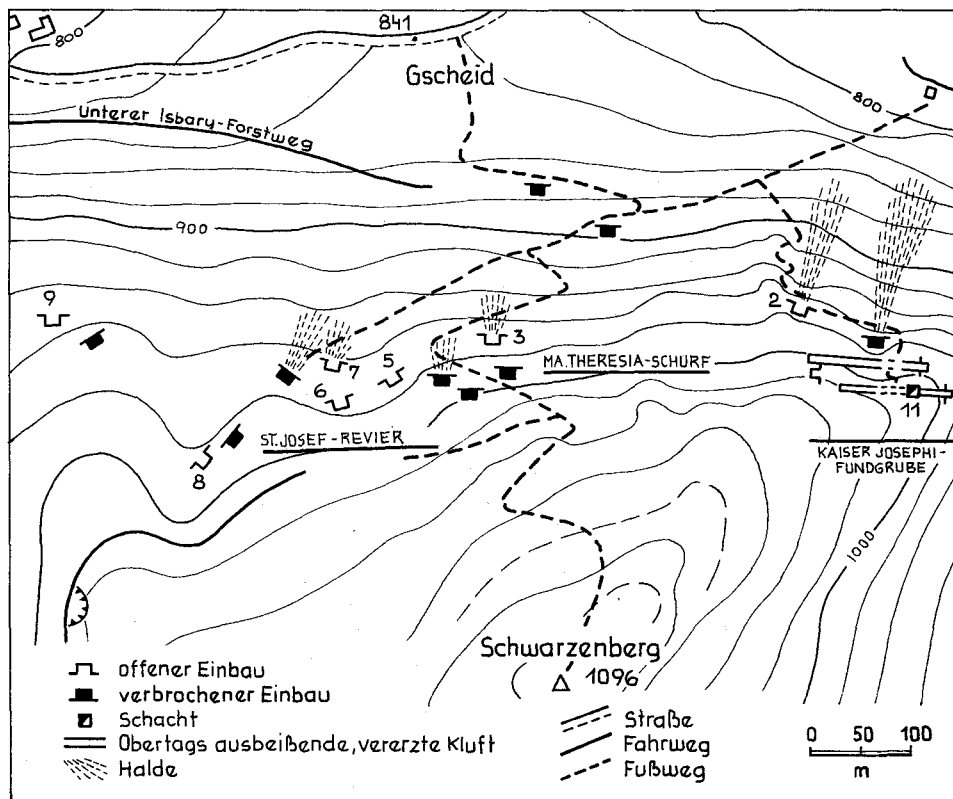 841
800
Gscheid
800
Unterer Isbary-Forstweg
900
9
2
3
MA.THERESIA-SCHURF
7
5
6
11
ST.JOSEF-REVIER
KAISER JOSEPHI-
FUNDGRUBE
8
1000
Schwarzenberg
1096
offener Einbau
verbrochener Einbau
Schacht
Obertags ausbeißende, vererzte Kluft
Halde
Straße
Fahrweg
Fußweg
0 50 100
m